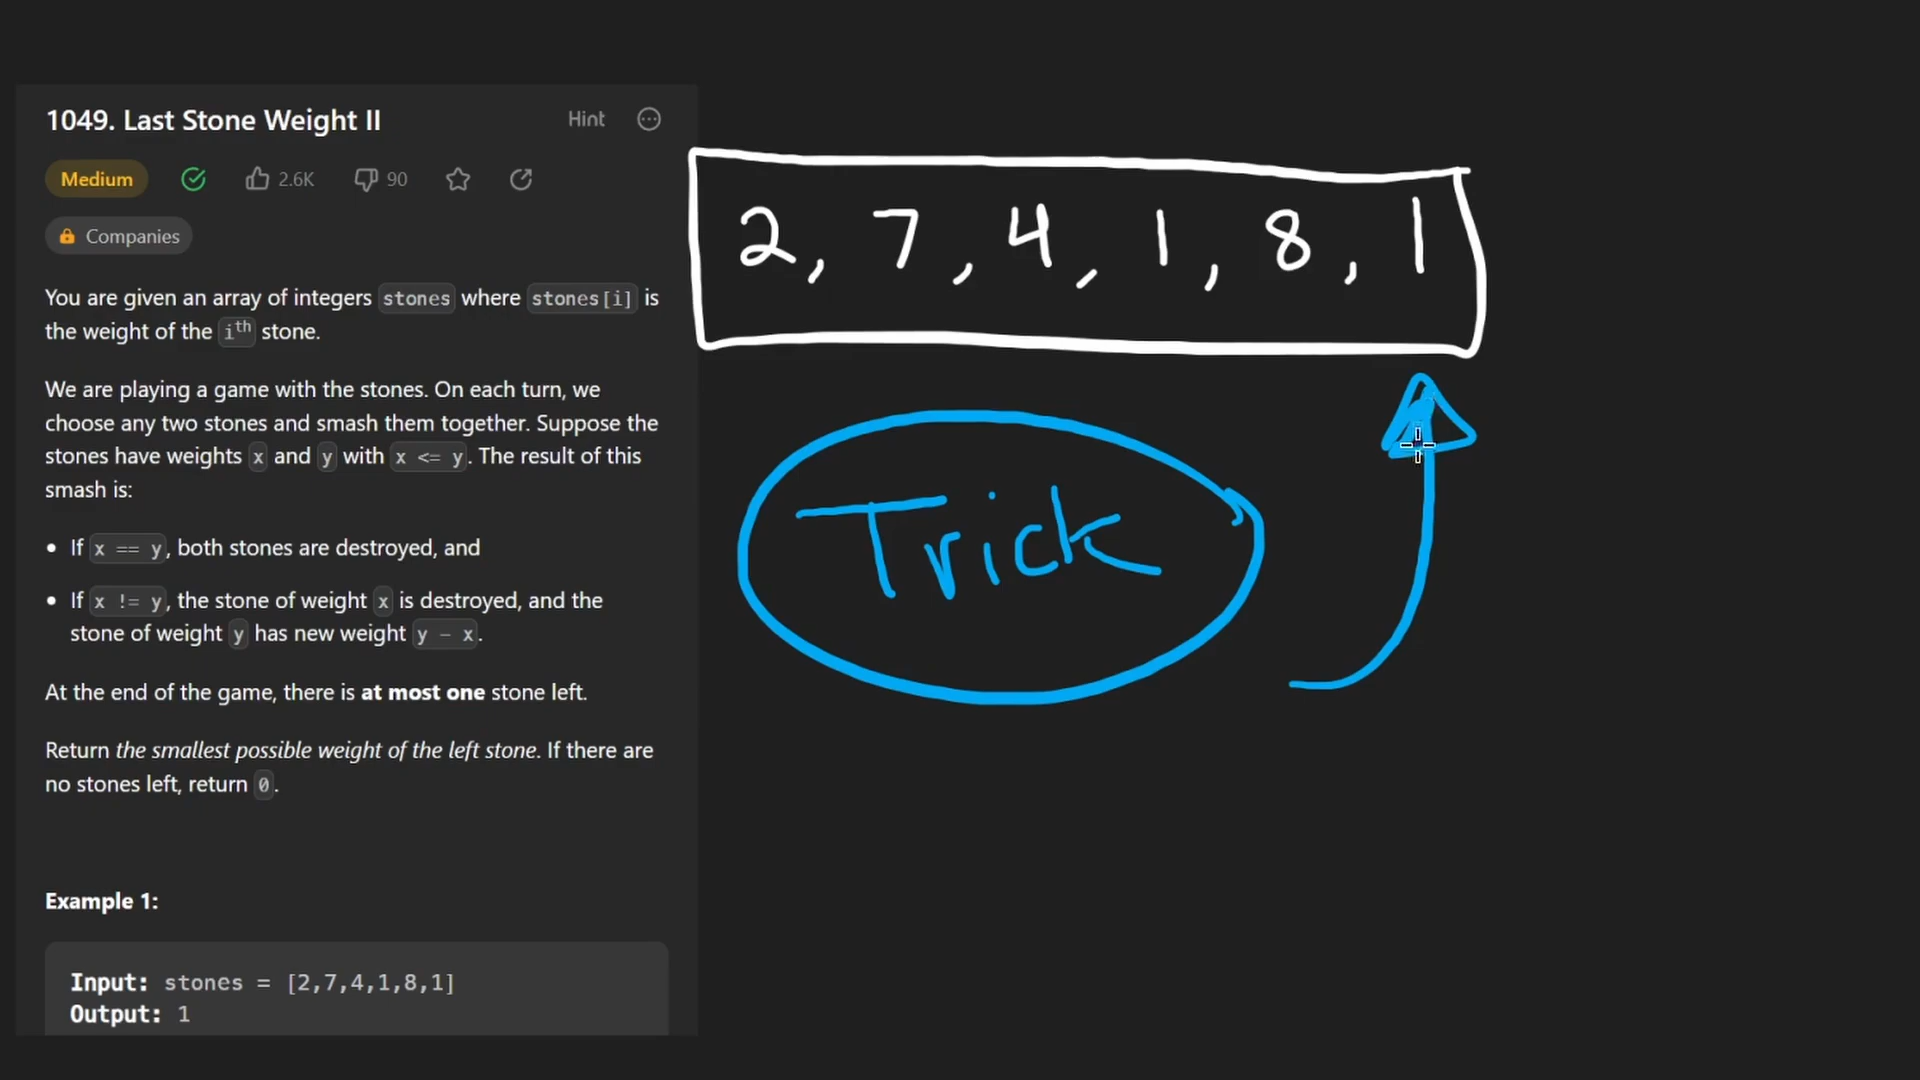 1049. Last Stone Weight II
Hint
Medium
2.6K
90
Companies
You are given an array of integers stones where stones[i] is
the weight of the ith stone.
We are playing a game with the stones. On each turn, we
choose any two stones and smash them together. Suppose the
stones have weights x and y with x <= y. The result of this
smash is:
• If x == y, both stones are destroyed, and
• If x != y, the stone of weight x is destroyed, and the
stone of weight y has new weight y - x.
At the end of the game, there is at most one stone left.
Return the smallest possible weight of the left stone. If there are
no stones left, return 0.
Example 1:
Input: stones = [2,7,4,1,8,1]
Output: 1
2, 7, 4, 1, 8, 1
Trick